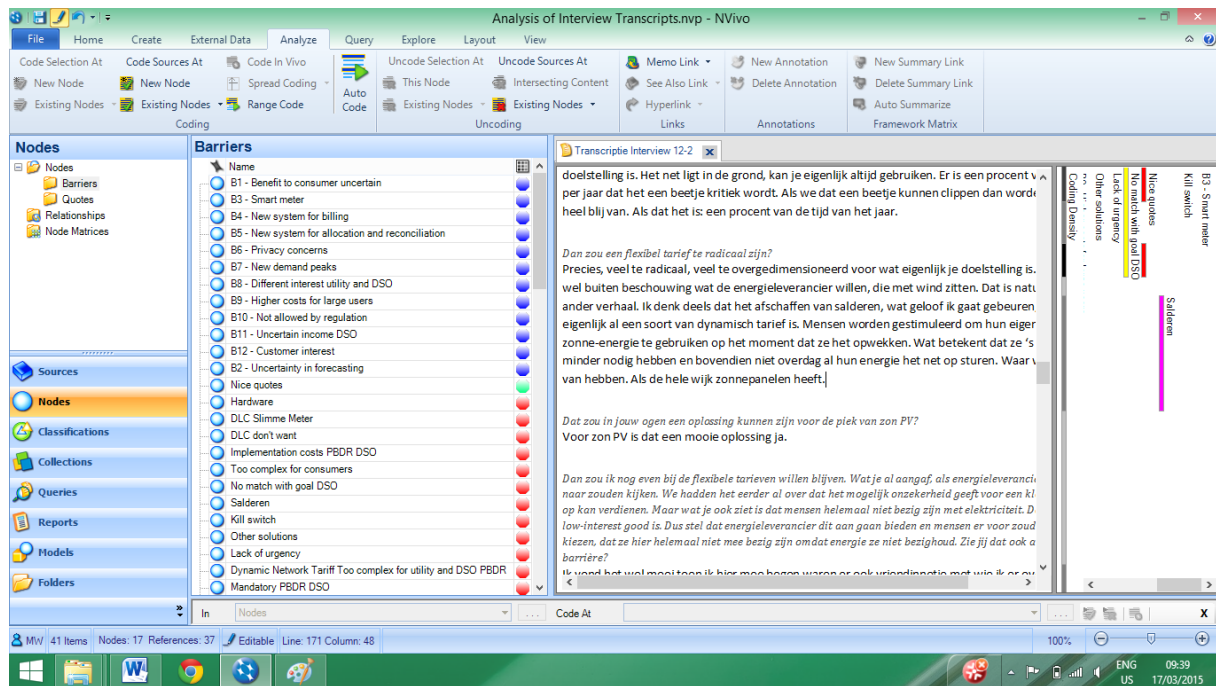 Analysis of Interview Transcripts.nvp - NVivo
File Home Create External Data Analyze Query Explore Layout View
Code Selection At Code Sources At Code In Vivo Uncode Selection At Uncode Sources At Memo Link New Annotation New Summary Link
New Node New Node Spread Coding Auto Code This Node Intersecting Content See Also Link Delete Annotation Delete Summary Link
Existing Nodes Existing Nodes Range Code Existing Nodes Existing Nodes Hyperlink Auto Summarize
Coding Uncoding Links Annotations Framework Matrix
Nodes
Nodes
Barriers
Quotes
Relationships
Node Matrices
Sources
Nodes
Classifications
Collections
Queries
Reports
Models
Folders
Barriers
Name
B1 - Benefit to consumer uncertain
B3 - Smart meter
B4 - New system for billing
B5 - New system for allocation and reconciliation
B6 - Privacy concerns
B7 - New demand peaks
B8 - Different interest utility and DSO
B9 - Higher costs for large users
B10 - Not allowed by regulation
B11 - Uncertain income DSO
B12 - Customer interest
B2 - Uncertainty in forecasting
Nice quotes
Hardware
DLC Slimme Meter
DLC don't want
Implementation costs PBDR DSO
Too complex for consumers
No match with goal DSO
Salderen
Kill switch
Other solutions
Lack of urgency
Dynamic Network Tariff Too complex for utility and DSO PBDR
Mandatory PBDR DSO
Transcriptie Interview 12-2
doelstelling is. Het net ligt in de grond, kan je eigenlijk altijd gebruiken. Er is een procent
per jaar dat het een beetje kritiek wordt. Als we dat een beetje kunnen clippen dan worde
heel blij van. Als dat het is: een procent van de tijd van het jaar.
Dan zou een flexibel tarief te radicaal zijn?
Precies, veel te radicaal, veel te overgedimensioneerd voor wat eigenlijk je doelstelling is.
wel buiten beschouwing wat de energieleverancier willen, die met wind zitten. Dat is natu
ander verhaal. Ik denk deels dat het afschaffen van salderen, wat geloof ik gaat gebeuren
eigenlijk al een soort van dynamisch tarief is. Mensen worden gestimuleerd om hun eiger
zonne-energie te gebruiken op het moment dat ze het opwekken. Wat betekent dat ze ‘s
minder nodig hebben en bovendien niet overdag al hun energie het net op sturen. Waar
van hebben. Als de hele wijk zonnepanelen heeft.
Dat zou in jouw ogen een oplossing kunnen zijn voor de piek van zon PV?
Voor zon PV is dat een mooie oplossing ja.
Dan zou ik nog even bij de flexibele tarieven willen blijven. Wat je al aangaf, als energieleveranci
naar zouden kijken. We hadden het eerder al over dat het mogelijk onzekerheid geeft voor een kl
op kan verdienen. Maar wat je ook ziet is dat mensen helemaal niet bezig zijn met elektriciteit. D
low-interest good is. Dus stel dat energieleverancier dit aan gaan bieden en mensen er voor zoud
kiezen, dat ze hier helemaal niet mee bezig zijn omdat energie ze niet bezighoud. Zie jij dat ook a
barrière?
Coding Density
Other solutions
Lack of urgency
No match with goal DSO
Nice quotes
Salderen
Kill switch
B3 - Smart meter
In Nodes ... Code At ... X
MW 41 Items Nodes: 17 References: 37 Editable Line: 171 Column: 48 100%
ENG 09:39
US 17/03/2015